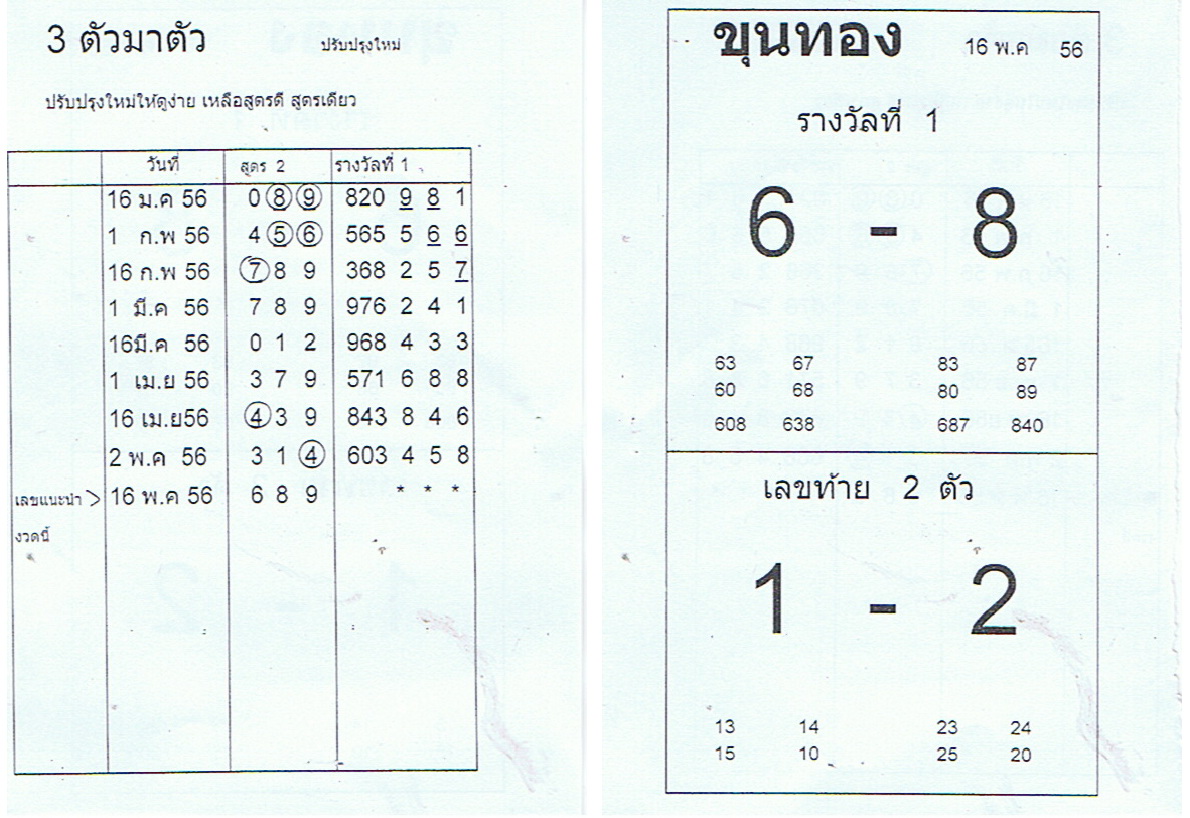 3 ตัวมาตัว ปรับปรุงใหม่
ปรับปรุงใหม่ให้ดูง่าย เหลือสูตรดี สูตรเดียว
วันที่ สูตร 2 รางวัลที่ 1
16 ม.ค 56 0 8 9 820 9 8 1
1 ก.พ 56 4 5 6 565 5 6 6
16 ก.พ 56 7 8 9 368 2 5 7
1 มี.ค 56 7 8 9 976 2 4 1
16มี.ค 56 0 1 2 968 4 3 3
1 เม.ย 56 3 7 9 571 6 8 8
16 เม.ย56 4 3 9 843 8 4 6
2 พ.ค 56 3 1 4 603 4 5 8
เลขแนะนำ > 16 พ.ค 56 6 8 9 * * *
งวดนี้
ขุนทอง 16 พ.ค 56
รางวัลที่ 1
6 - 8
63 67 83 87
60 68 80 89
608 638 687 840
เลขท้าย 2 ตัว
1 - 2
13 14 23 24
15 10 25 20